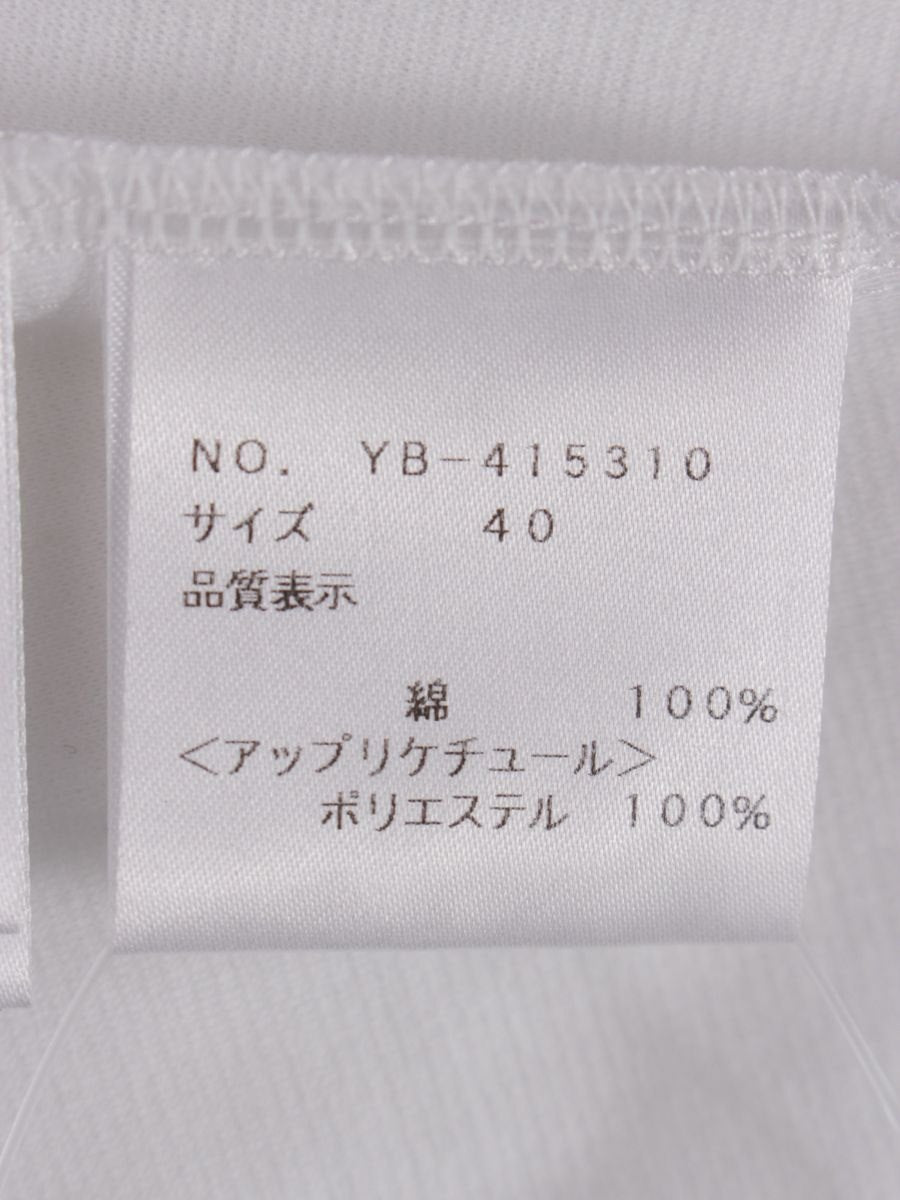 NO. YB-415310
サイズ 40
品質表示
綿 100%
<アップリケチュール>
ポリエステル 100%